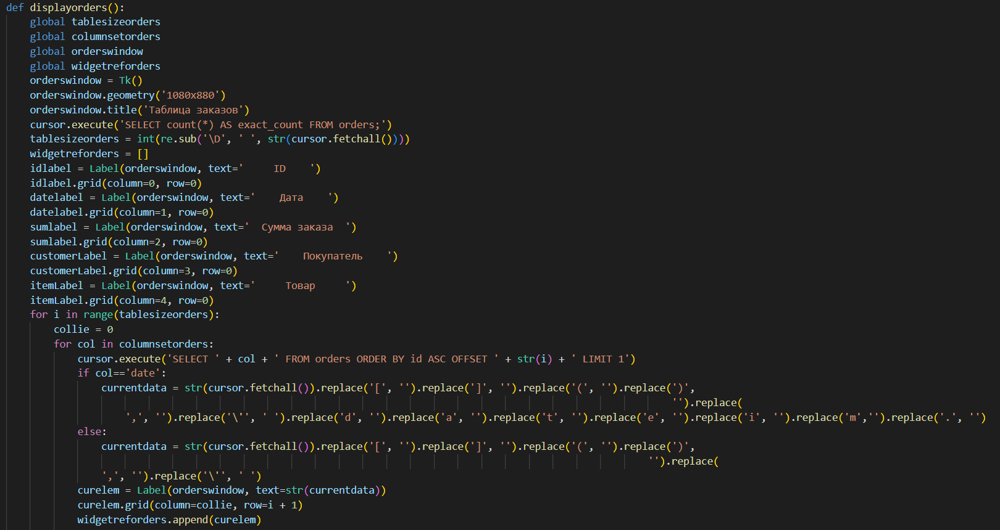 def displayorders():
    global tablesizeorders
    global columnsetorders
    global orderswindow
    global widgetreforders
    orderswindow = Tk()
    orderswindow.geometry('1080x880')
    orderswindow.title('Таблица заказов')
    cursor.execute('SELECT count(*) AS exact_count FROM orders;')
    tablesizeorders = int(re.sub('\D', ' ', str(cursor.fetchall())))
    widgetreforders = []
    idlabel = Label(orderswindow, text='     ID    ')
    idlabel.grid(column=0, row=0)
    datelabel = Label(orderswindow, text='    Дата    ')
    datelabel.grid(column=1, row=0)
    sumlabel = Label(orderswindow, text='  Сумма заказа  ')
    sumlabel.grid(column=2, row=0)
    customerLabel = Label(orderswindow, text='    Покупатель    ')
    customerLabel.grid(column=3, row=0)
    itemLabel = Label(orderswindow, text='     Товар     ')
    itemLabel.grid(column=4, row=0)
    for i in range(tablesizeorders):
        collie = 0
        for col in columnsetorders:
            cursor.execute('SELECT ' + col + ' FROM orders ORDER BY id ASC OFFSET ' + str(i) + ' LIMIT 1')
            if col=='date':
                currentdata = str(cursor.fetchall()).replace('[', '').replace(']', '').replace('(', '').replace(')',
                                                                                                                '').replace(
                    ',', '').replace('\'', ' ').replace('d', '').replace('a', '').replace('t', '').replace('e', '').replace('i', '').replace('m','').replace('.', '')
            else:
                currentdata = str(cursor.fetchall()).replace('[', '').replace(']', '').replace('(', '').replace(')',
                                                                                                            '').replace(
                ',', '').replace('\'', ' ')
            curelem = Label(orderswindow, text=str(currentdata))
            curelem.grid(column=collie, row=i + 1)
            widgetreforders.append(curelem)